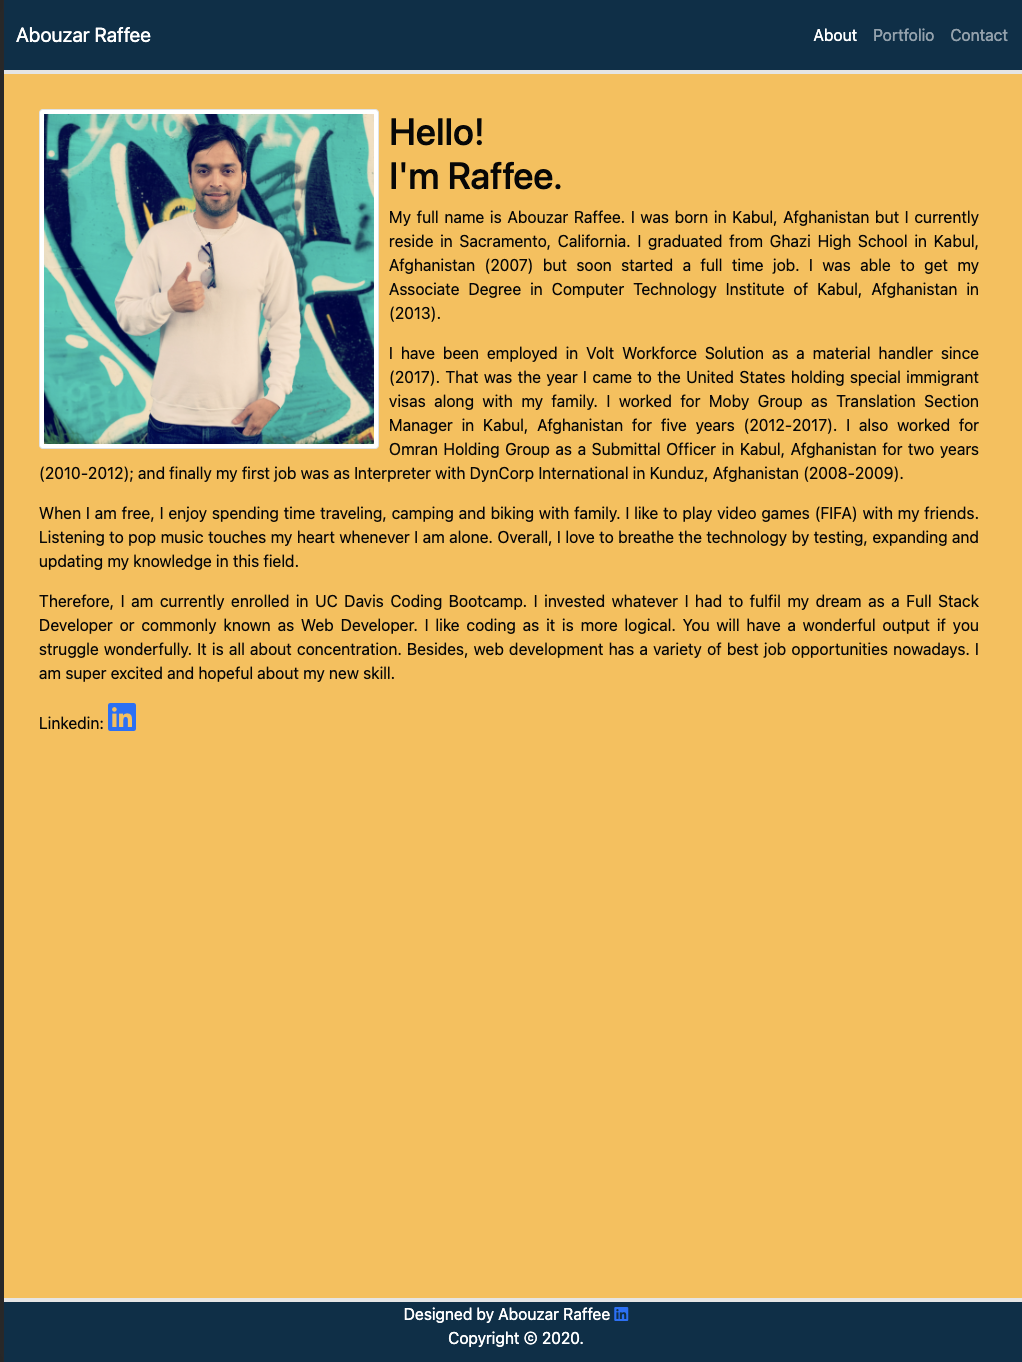 Abouzar Raffee
About Portfolio Contact
Hello!
I'm Raffee.
My full name is Abouzar Raffee. I was born in Kabul, Afghanistan but I currently
reside in Sacramento, California. I graduated from Ghazi High School in Kabul,
Afghanistan (2007) but soon started a full time job. I was able to get my
Associate Degree in Computer Technology Institute of Kabul, Afghanistan in
(2013).
I have been employed in Volt Workforce Solution as a material handler since
(2017). That was the year I came to the United States holding special immigrant
visas along with my family. I worked for Moby Group as Translation Section
Manager in Kabul, Afghanistan for five years (2012-2017). I also worked for
Omran Holding Group as a Submittal Officer in Kabul, Afghanistan for two years
(2010-2012); and finally my first job was as Interpreter with DynCorp International in Kunduz, Afghanistan (2008-2009).
When I am free, I enjoy spending time traveling, camping and biking with family. I like to play video games (FIFA) with my friends.
Listening to pop music touches my heart whenever I am alone. Overall, I love to breathe the technology by testing, expanding and
updating my knowledge in this field.
Therefore, I am currently enrolled in UC Davis Coding Bootcamp. I invested whatever I had to fulfil my dream as a Full Stack
Developer or commonly known as Web Developer. I like coding as it is more logical. You will have a wonderful output if you
struggle wonderfully. It is all about concentration. Besides, web development has a variety of best job opportunities nowadays. I
am super excited and hopeful about my new skill.
Linkedin: in
Designed by Abouzar Raffee in
Copyright © 2020.